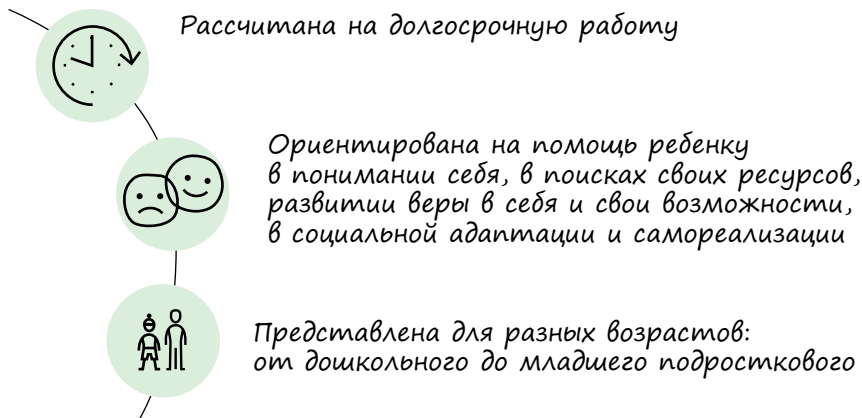 Рассчитана на долгосрочную работу
Ориентирована на помощь ребенку
в понимании себя, в поисках своих ресурсов,
развитии веры в себя и свои возможности,
в социальной адаптации и самореализации
Представлена для разных возрастов:
от дошкольного до младшего подросткового